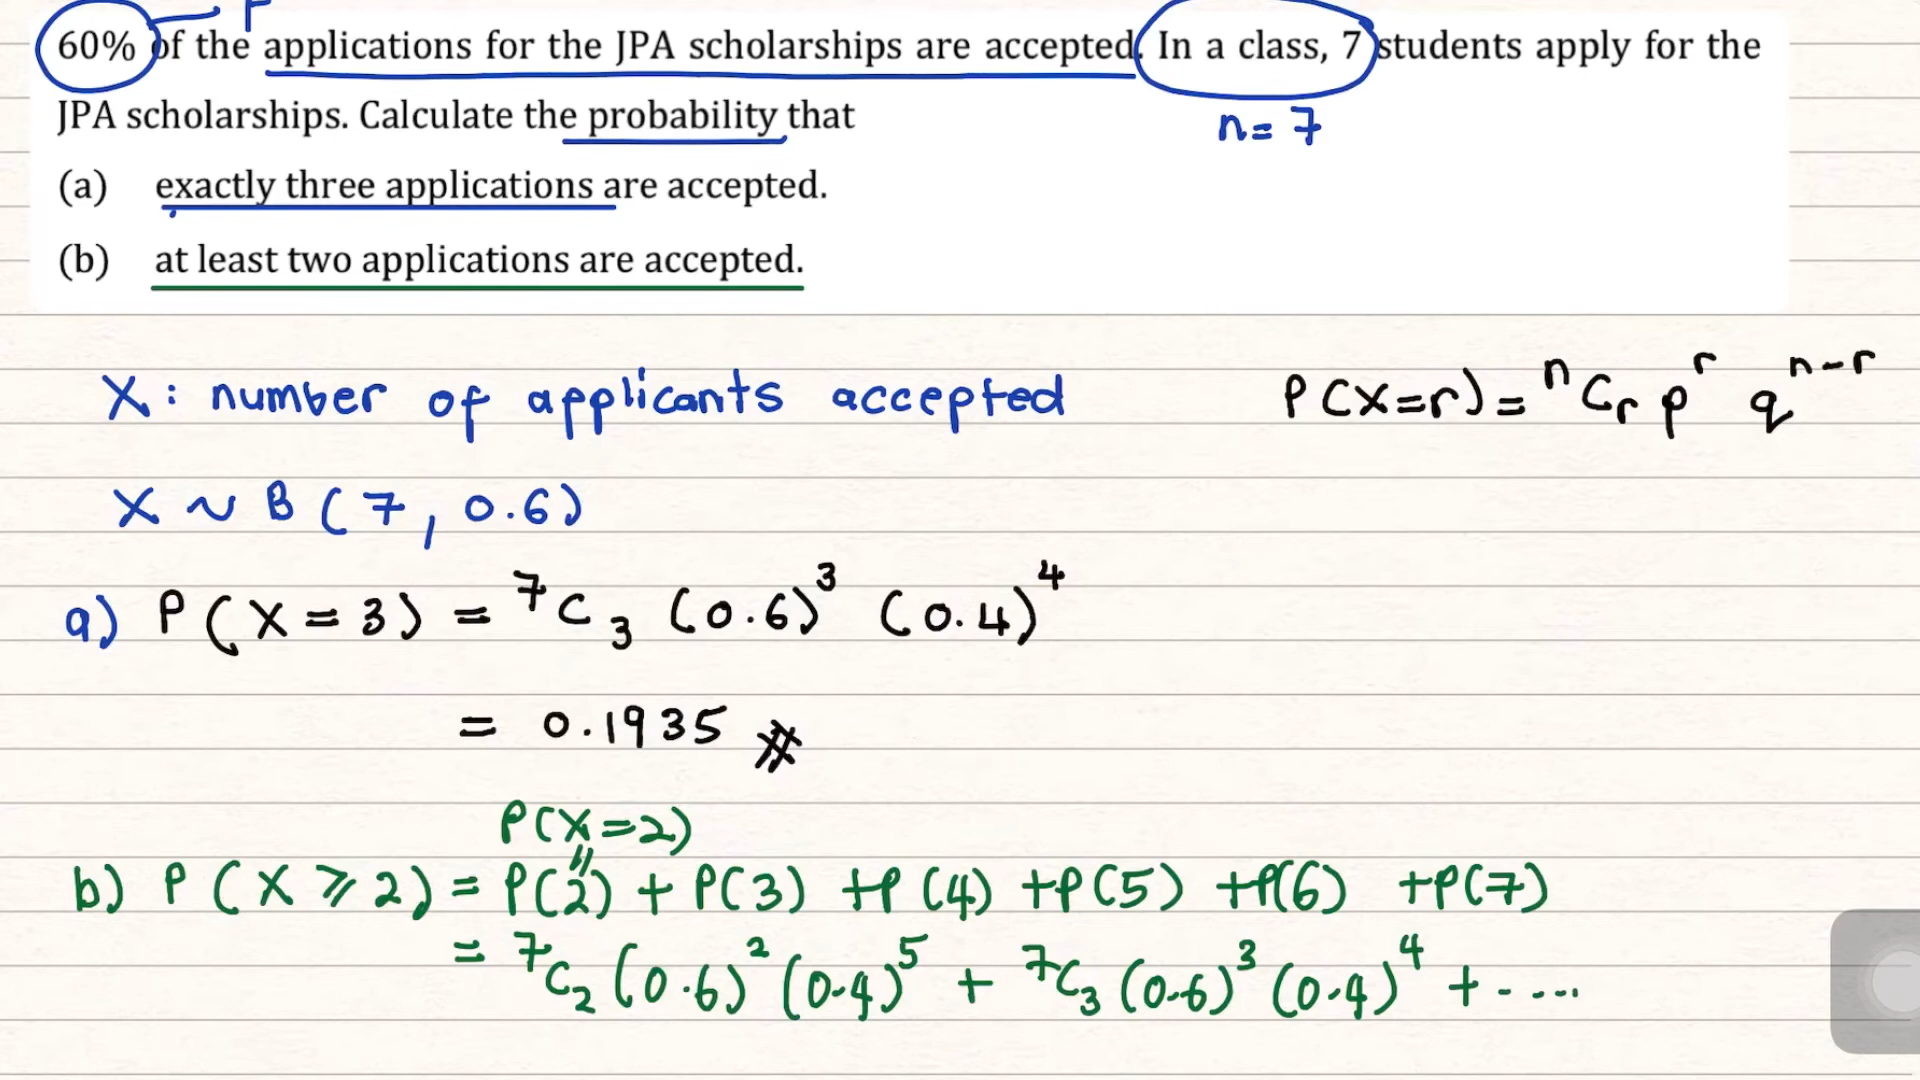 p
60% of the applications for the JPA scholarships are accepted. In a class, 7 students apply for the
JPA scholarships. Calculate the probability that
n = 7
(a) exactly three applications are accepted.
(b) at least two applications are accepted.
X : number of applicants accepted
P(X=r) = ⁿCᵣ pʳ qⁿ⁻ʳ
X ~ B (7, 0.6)
a) P(X = 3) = ⁷C₃ (0.6)³ (0.4)⁴
= 0.1935 #
P(X=2)
b) P(X ⩾ 2) = P(2) + P(3) + P(4) + P(5) + P(6) + P(7)
= ⁷C₂ (0.6)² (0.4)⁵ + ⁷C₃ (0.6)³ (0.4)⁴ + .....